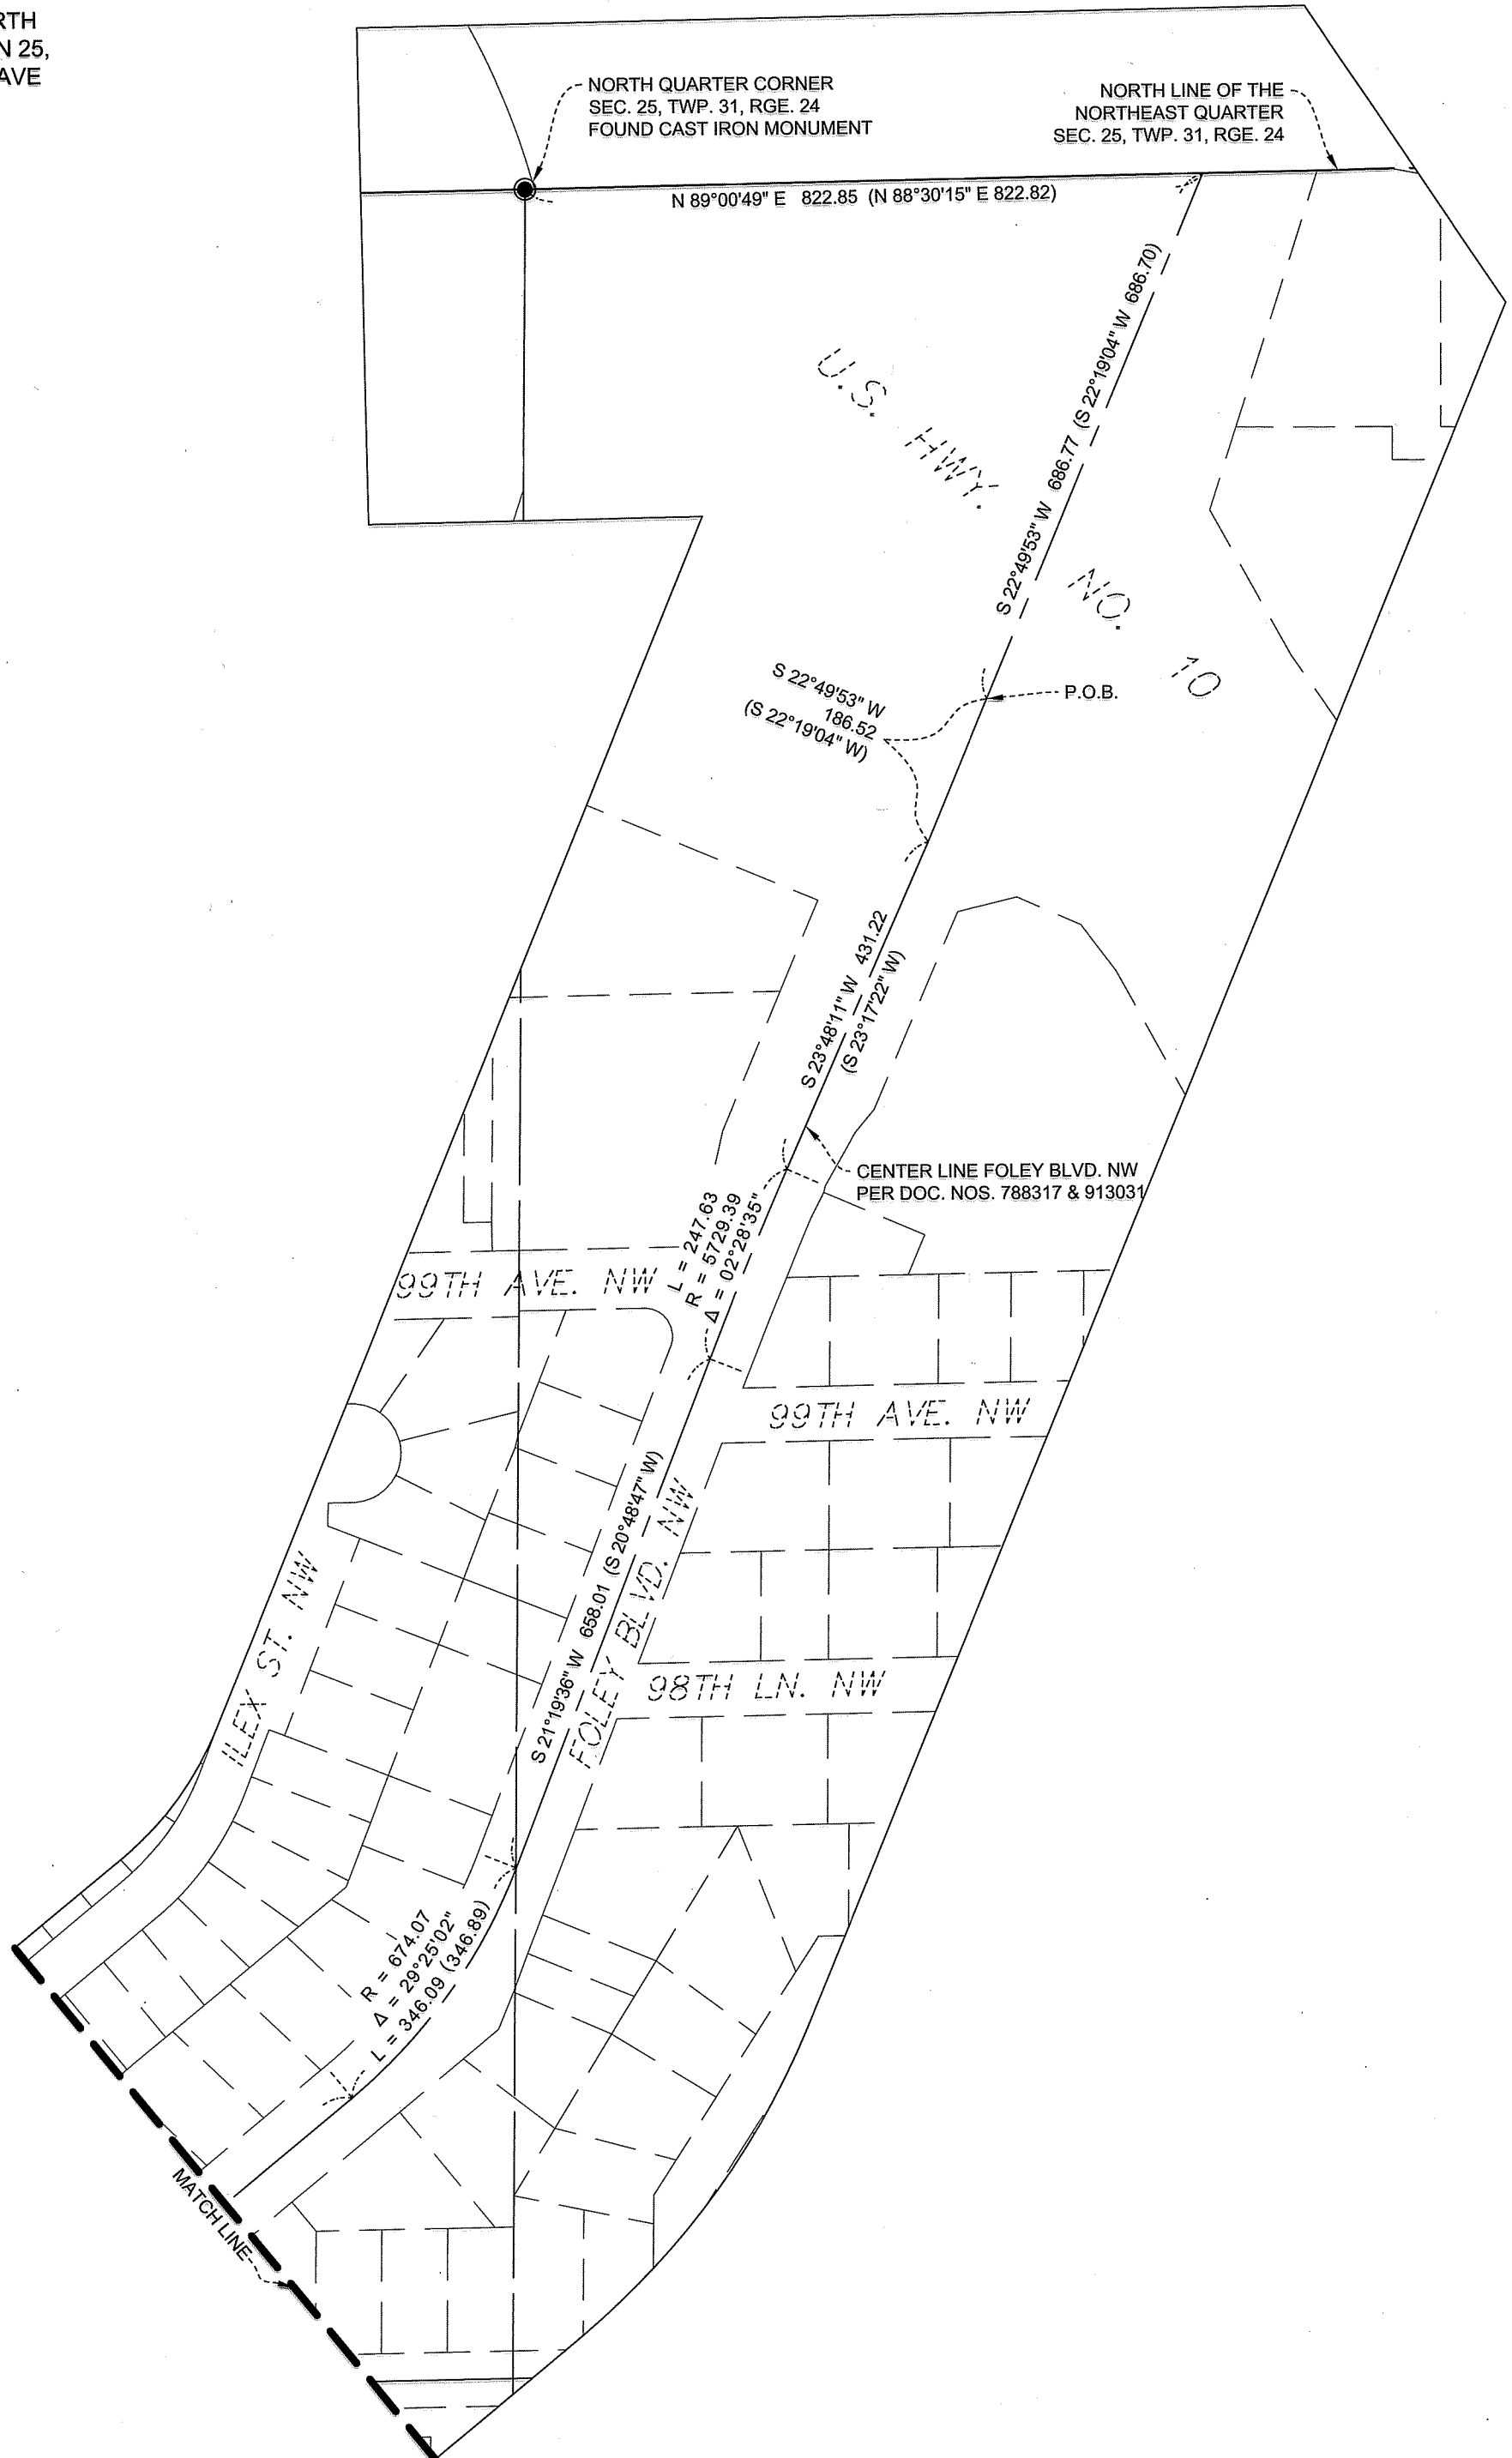 RTH
N 25,
AVE
NORTH QUARTER CORNER
SEC. 25, TWP. 31, RGE. 24
FOUND CAST IRON MONUMENT
NORTH LINE OF THE
NORTHEAST QUARTER
SEC. 25, TWP. 31, RGE. 24
N 89°00'49" E 822.85 (N 88°30'15" E 822.82)
S 22°49'53" W 686.77 (S 22°19'04" W 686.70)
U.S. HWY. NO. 10
P.O.B.
S 22°49'53" W
186.52
(S 22°19'04" W)
S 23°48'11" W 431.22
(S 23°17'22" W)
CENTER LINE FOLEY BLVD. NW
PER DOC. NOS. 788317 & 913031
L = 247.63
R = 5729.39
Δ = 02°28'35"
99TH AVE. NW
99TH AVE. NW
S 21°19'36" W 658.01 (S 20°48'47" W)
FOLEY BLVD. NW
ILEX ST. NW
98TH LN. NW
R = 674.07
Δ = 29°25'02"
L = 346.09 (346.89)
MATCH LINE